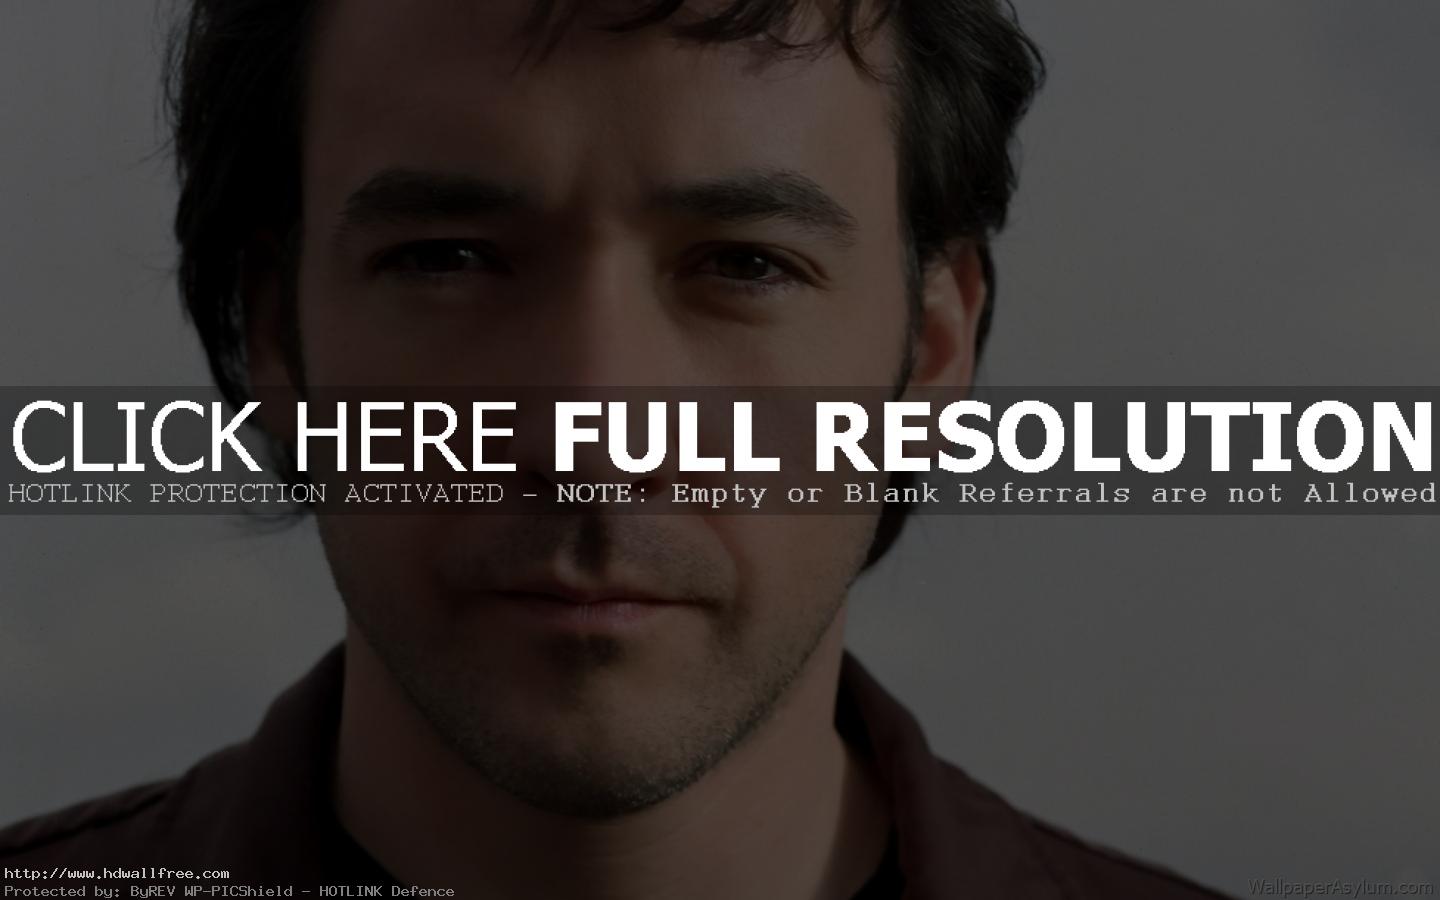 CLICK HERE FULL RESOLUTION
HOTLINK PROTECTION ACTIVATED - NOTE: Empty or Blank Referrals are not Allowed
http://www.hdwallfree.com
Protected by: ByREV WP-PICShield - HOTLINK Defence
WallpaperAsylum.com